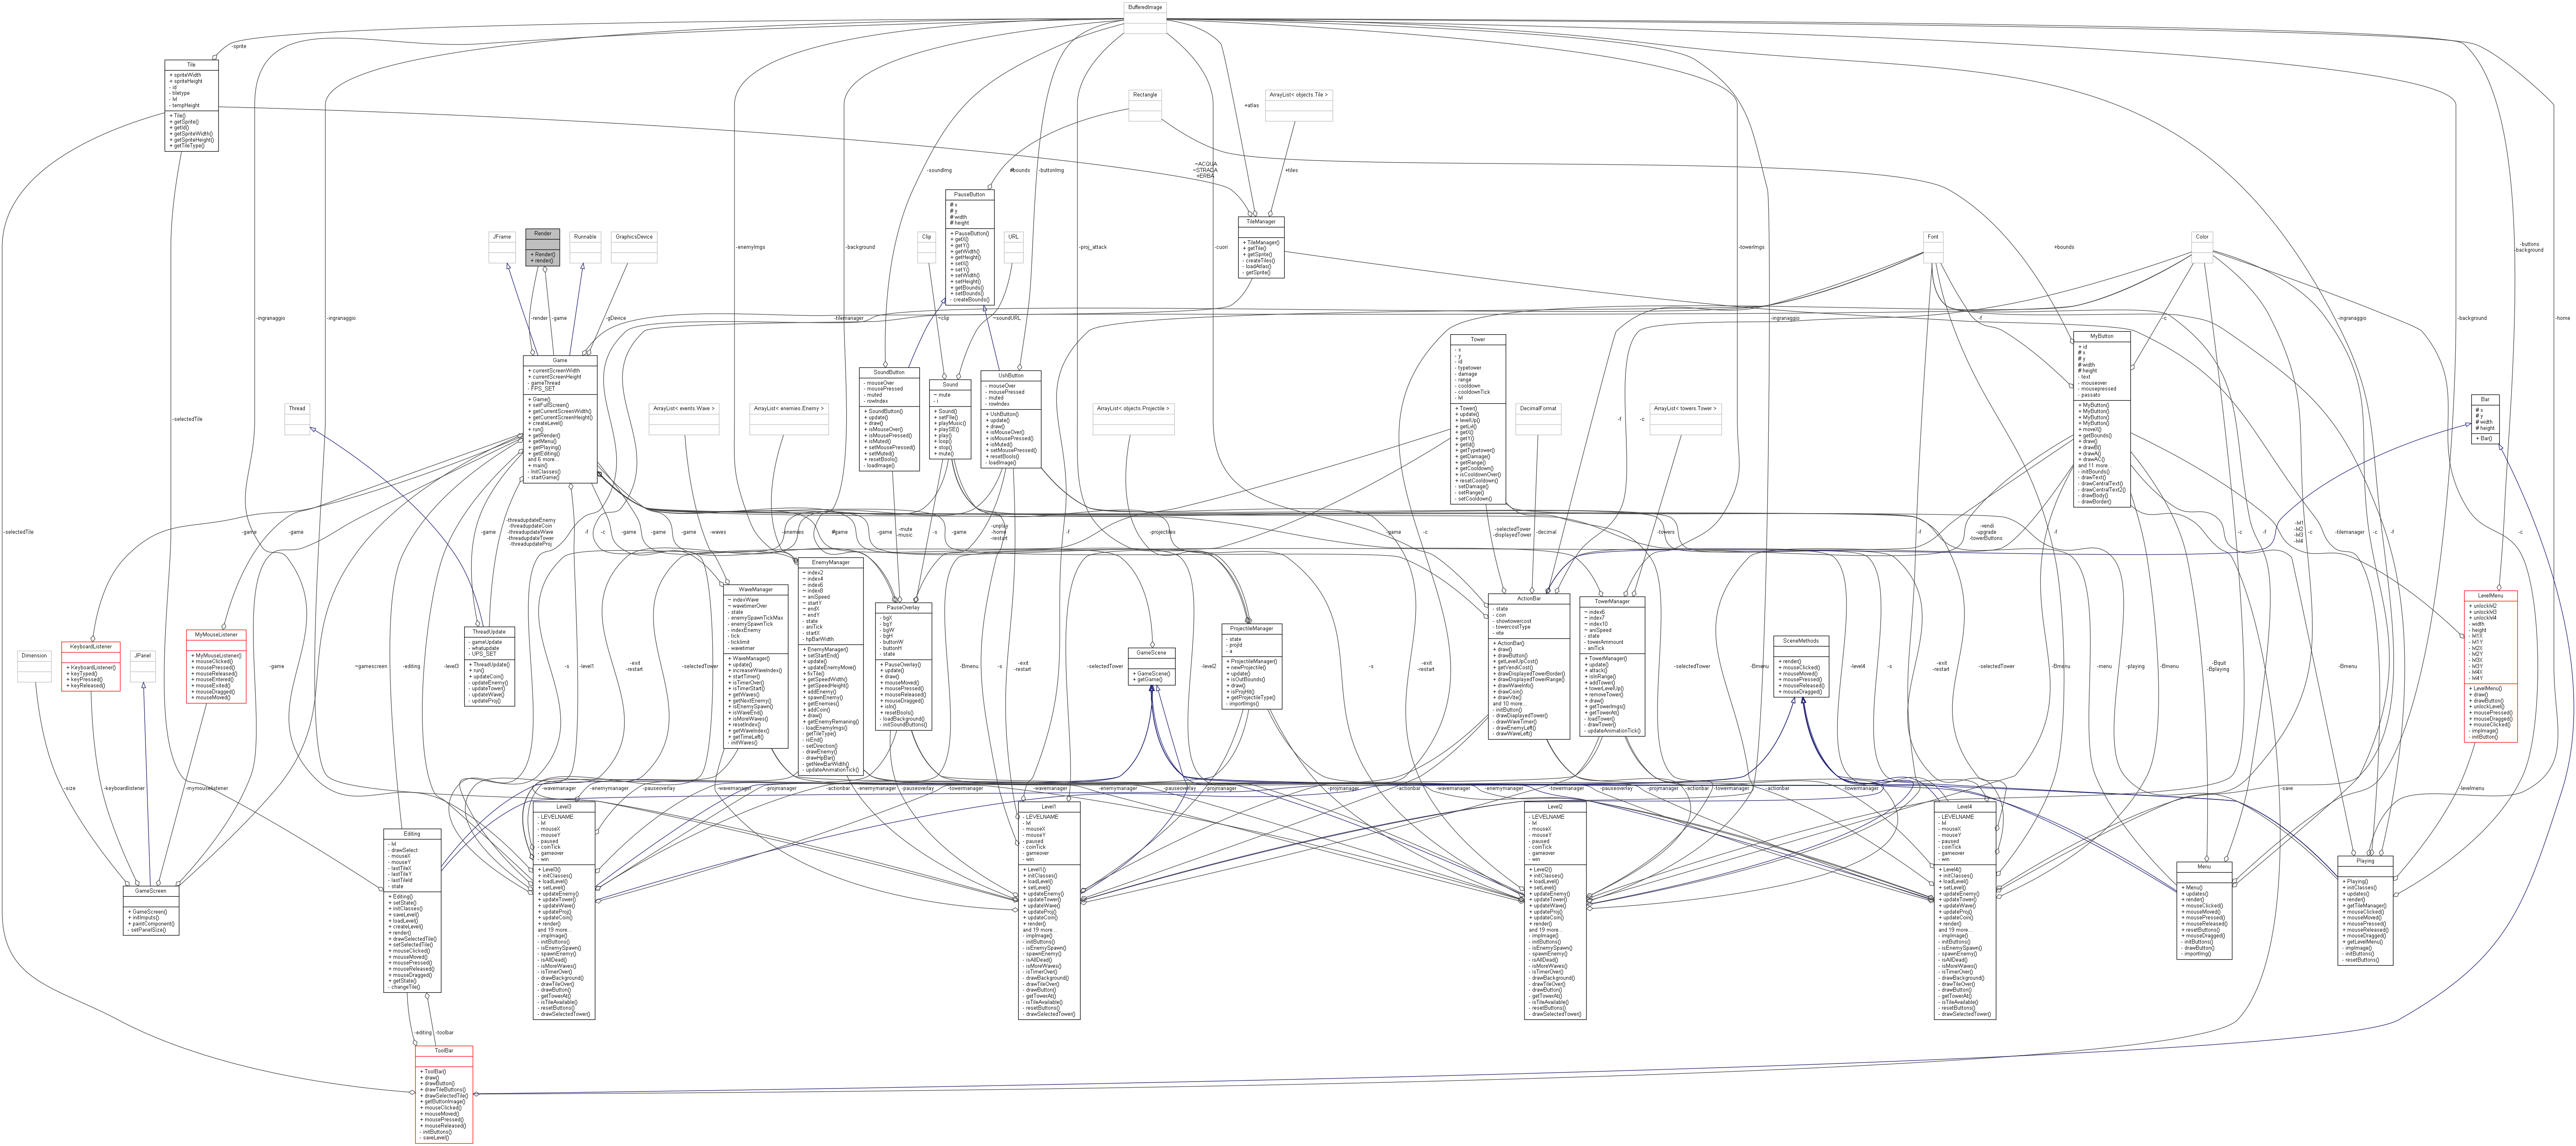 BufferedImage
-sprite
Tile
+ spriteWidth
+ spriteHeight
- id
- tiletype
- lvl
- tempHeight
+ Tile()
+ getSprite()
+ getId()
+ getSpriteWidth()
+ getSpriteHeight()
+ getTileType()
Rectangle
ArrayList< objects.Tile >
+atlas
-ingranaggio
-ingranaggio
-enemyImgs
-background
-soundImg
#bounds
-buttonImg
-proj_attack
-cuori
~ACQUA
~STRADA
+ERBA
+tiles
-towerImgs
+bounds
-ingranaggio
-buttons
-background
-background
-home
PauseButton
# x
# y
# width
# height
+ PauseButton()
+ getX()
+ getY()
+ getWidth()
+ getHeight()
+ setX()
+ setY()
+ setWidth()
+ setHeight()
+ getBounds()
+ setBounds()
- createBounds()
TileManager
+ TileManager()
+ getTile()
+ getSprite()
- createTiles()
- loadAtlas()
- getSprite()
JFrame
Render
+ Render()
+ render()
Runnable
GraphicsDevice
Clip
URL
Font
Color
-render
-game
-gDevice
-tilemanager
~clip
~soundURL
-ingranaggio
-f
-c
Game
+ currentScreenWidth
+ currentScreenHeight
- gameThread
- FPS_SET
+ Game()
+ setFullScreen()
+ getCurrentScreenWidth()
+ getCurrentScreenHeight()
+ createLevel()
+ run()
+ getRender()
+ getMenu()
+ getPlaying()
+ getEditing()
and 6 more...
+ main()
- InitClasses()
- startGame()
SoundButton
- mouseOver
- mousePressed
- muted
- rowIndex
+ SoundButton()
+ update()
+ draw()
+ isMouseOver()
+ isMousePressed()
+ isMuted()
+ setMousePressed()
+ setMuted()
+ resetBools()
- loadImage()
Sound
~ mute
- i
+ Sound()
+ setFile()
+ playMusic()
+ playSE()
+ play()
+ loop()
+ stop()
+ mute()
UshButton
- mouseOver
- mousePressed
- muted
- rowIndex
+ UshButton()
+ update()
+ draw()
+ isMouseOver()
+ isMousePressed()
+ isMuted()
+ setMousePressed()
+ resetBools()
- loadImage()
Tower
- x
- y
- id
- typetower
- damage
- range
- cooldown
- cooldownTick
- lvl
+ Tower()
+ update()
+ levelUp()
+ getLvl()
+ getX()
+ getY()
+ getId()
+ getTypetower()
+ getDamage()
+ getRange()
+ getCooldown()
+ isCooldownOver()
+ resetCooldown()
- setDamage()
- setRange()
- setCooldown()
MyButton
+ id
# x
# y
# width
# height
- text
- mouseover
- mousepressed
- passato
+ MyButton()
+ MyButton()
+ MyButton()
+ MyButton()
+ moveX()
+ getBounds()
+ draw()
+ drawB()
+ drawA()
+ drawAC()
and 11 more...
- initBounds()
- drawText()
- drawCentralText()
- drawCentralText2()
- drawBody()
- drawBorder()
Bar
# x
# y
# width
# height
+ Bar()
Thread
ArrayList< events.Wave >
ArrayList< enemies.Enemy >
ArrayList< objects.Projectile >
DecimalFormat
ArrayList< towers.Tower >
-selectedTile
-f
-c
-selectedTile
-game
-game
-game
-threadupdateEnemy
-threadupdateCoin
-threadupdateWave
-threadupdateTower
-threadupdateProj
-f
-c
-game
-game
-game
-waves
-enemies
#game
-game
-mute
-music
-s
-game
-unplay
-home
-restart
-f
-projectiles
-c
-game
-selectedTower
-displayedTower
-decimal
-towers
-f
-vendi
-upgrade
-towerButtons
-f
-c
-f
-c
-tilemanager
-c
-f
-c
-lvl1
-lvl2
-lvl3
-lvl4
Dimension
KeyboardListener
+ KeyboardListener()
+ keyTyped()
+ keyPressed()
+ keyReleased()
JPanel
MyMouseListener
+ MyMouseListener()
+ mouseClicked()
+ mousePressed()
+ mouseReleased()
+ mouseEntered()
+ mouseExited()
+ mouseDragged()
+ mouseMoved()
ThreadUpdate
- gameUpdate
- whatupdate
- UPS_SET
+ ThreadUpdate()
+ run()
+ updateCoin()
- updateEnemy()
- updateTower()
- updateWave()
- updateProj()
WaveManager
~ indexWave
~ wavetimerOver
- state
- enemySpawnTickMax
- enemySpawnTick
- indexEnemy
- tick
- ticklimit
- wavetimer
+ WaveManager()
+ update()
+ increaseWaveIndex()
+ startTimer()
+ isTimerOver()
+ isTimerStart()
+ getWaves()
+ getNextEnemy()
+ isEnemySpawn()
+ isWaveEnd()
+ isMoreWaves()
+ resetIndex()
+ getWaveIndex()
+ getTimeLeft()
- initWaves()
EnemyManager
~ index2
~ index4
~ index6
~ index8
~ aniSpeed
~ startY
~ endX
~ endY
- state
- aniTick
- startX
- hpBarWidth
+ EnemyManager()
+ setStartEnd()
+ update()
+ updateEnemyMove()
+ fixTile()
+ getSpeedWidth()
+ getSpeedHeight()
+ addEnemy()
+ spawnEnemy()
+ getEnemies()
+ addCoin()
+ draw()
+ getEnemyRemaning()
- loadEnemyImgs()
- getTileType()
- isEnd()
- setDirection()
- drawEnemy()
- drawHpBar()
- getNewBarWidth()
- updateAnimationTick()
PauseOverlay
- bgX
- bgY
- bgW
- bgH
- buttonW
- buttonH
- state
+ PauseOverlay()
+ update()
+ draw()
+ mouseMoved()
+ mousePressed()
+ mouseReleased()
+ mouseDragged()
+ isIn()
+ resetBools()
- loadBackground()
- initSoundButtons()
GameScene
+ GameScene()
+ getGame()
ProjectileManager
- state
- projId
- a
+ ProjectileManager()
+ newProjectile()
+ update()
+ isOutBounds()
+ draw()
+ isProjHit()
+ getProjectileType()
- importImgs()
ActionBar
- state
- coin
- showtowercost
- towercostType
- vite
+ ActionBar()
+ draw()
+ drawButton()
+ getLevelUpCost()
+ getVendiCost()
+ drawDisplayedTowerBorder()
+ drawDisplayedTowerRange()
+ drawWaveInfo()
+ drawCoin()
+ drawVite()
and 10 more...
- initButton()
- drawDiaplayedTower()
- drawWaveTimer()
- drawEnemyLeft()
- drawWaveLeft()
TowerManager
~ index6
~ index7
~ index10
~ aniSpeed
- state
- towerAmmount
- aniTick
+ TowerManager()
+ update()
+ attack()
+ isInRange()
+ addTower()
+ towerLevelUp()
+ removeTower()
+ draw()
+ getTowerImgs()
+ getTowerAt()
- loadTower()
- drawTower()
- updateAnimationTick()
SceneMethods
+ render()
+ mouseClicked()
+ mouseMoved()
+ mousePressed()
+ mouseReleased()
+ mouseDragged()
LevelMenu
+ unlocklvl2
+ unlocklvl3
+ unlocklvl4
- width
- height
- lvl1X
- lvl1Y
- lvl2X
- lvl2Y
- lvl3X
- lvl3Y
- lvl4X
- lvl4Y
+ LevelMenu()
+ draw()
+ drawButton()
+ unlockLevel()
+ mousePressed()
+ mouseDragged()
+ mouseClicked()
- impImage()
- initButton()
-game
~gamescreen
-editing
-level3
-s
-level1
-exit
-restart
-selectedTower
-Bmenu
-s
-exit
-restart
-selectedTower
-level2
-s
-exit
-restart
-selectedTower
-Bmenu
-level4
-s
-exit
-restart
-selectedTower
-Bmenu
-menu
-playing
-Bmenu
-Bquit
-Bplaying
-Bmenu
-size
-keyboardlistener
-mymouselistener
-wavemanager
-enemymanager
-pauseoverlay
-projmanager
-enemymanager
-actionbar
-pauseoverlay
-towermanager
-wavemanager
-projmanager
-enemymanager
-pauseoverlay
-projmanager
-towermanager
-projmanager
-actionbar
-wavemanager
-enemymanager
-towermanager
-pauseoverlay
-projmanager
-actionbar
-towermanager
-actionbar
-towermanager
-save
-levelmenu
GameScreen
+ GameScreen()
+ initInputs()
+ paintComponent()
- setPanelSize()
Editing
- lvl
- drawSelect
- mouseX
- mouseY
- lastTileX
- lastTileY
- lastTileId
- state
+ Editing()
+ setState()
+ initClasses()
+ saveLevel()
+ loadLevel()
+ createLevel()
+ render()
+ drawSelectedTile()
+ setSelectedTile()
+ mouseClicked()
+ mouseMoved()
+ mousePressed()
+ mouseReleased()
+ mouseDragged()
+ getState()
- changeTile()
Level3
- LEVELNAME
- lvl
- mouseX
- mouseY
- paused
- coinTick
- gameover
- win
+ Level3()
+ initClasses()
+ loadLevel()
+ setLevel()
+ updateEnemy()
+ updateTower()
+ updateWave()
+ updateProj()
+ updateCoin()
+ render()
and 19 more...
- impImage()
- initButtons()
- isEnemySpawn()
- spawnEnemy()
- isAllDead()
- isMoreWaves()
- isTimerOver()
- drawBackground()
- drawTileOver()
- drawButton()
- getTowerAt()
- isTileAvailable()
- resetButtons()
- drawSelectedTower()
Level1
- LEVELNAME
- lvl
- mouseX
- mouseY
- paused
- coinTick
- gameover
- win
+ Level1()
+ initClasses()
+ loadLevel()
+ setLevel()
+ updateEnemy()
+ updateTower()
+ updateWave()
+ updateProj()
+ updateCoin()
+ render()
and 19 more...
- impImage()
- initButtons()
- isEnemySpawn()
- spawnEnemy()
- isAllDead()
- isMoreWaves()
- isTimerOver()
- drawBackground()
- drawTileOver()
- drawButton()
- getTowerAt()
- isTileAvailable()
- resetButtons()
- drawSelectedTower()
Level2
- LEVELNAME
- lvl
- mouseX
- mouseY
- paused
- coinTick
- gameover
- win
+ Level2()
+ initClasses()
+ loadLevel()
+ setLevel()
+ updateEnemy()
+ updateTower()
+ updateWave()
+ updateProj()
+ updateCoin()
+ render()
and 19 more...
- impImage()
- initButtons()
- isEnemySpawn()
- spawnEnemy()
- isAllDead()
- isMoreWaves()
- isTimerOver()
- drawBackground()
- drawTileOver()
- drawButton()
- getTowerAt()
- isTileAvailable()
- resetButtons()
- drawSelectedTower()
Level4
- LEVELNAME
- lvl
- mouseX
- mouseY
- paused
- coinTick
- gameover
- win
+ Level4()
+ initClasses()
+ loadLevel()
+ setLevel()
+ updateEnemy()
+ updateTower()
+ updateWave()
+ updateProj()
+ updateCoin()
+ render()
and 19 more...
- impImage()
- initButtons()
- isEnemySpawn()
- spawnEnemy()
- isAllDead()
- isMoreWaves()
- isTimerOver()
- drawBackground()
- drawTileOver()
- drawButton()
- getTowerAt()
- isTileAvailable()
- resetButtons()
- drawSelectedTower()
Menu
+ Menu()
+ updates()
+ render()
+ mouseClicked()
+ mouseMoved()
+ mousePressed()
+ mouseReleased()
+ resetButtons()
+ mouseDragged()
- initButtons()
- drawButton()
- importImg()
Playing
+ Playing()
+ initClasses()
+ updates()
+ render()
+ getTileManager()
+ mouseClicked()
+ mouseMoved()
+ mousePressed()
+ mouseReleased()
+ mouseDragged()
+ getLevelMenu()
- impImage()
- initButtons()
- resetButtons()
-editing
-toolbar
ToolBar
+ ToolBar()
+ draw()
+ drawButton()
+ drawTileButtons()
+ drawSelectedTile()
+ getButtonImage()
+ mouseClicked()
+ mouseMoved()
+ mousePressed()
+ mouseReleased()
- initButtons()
- saveLevel()